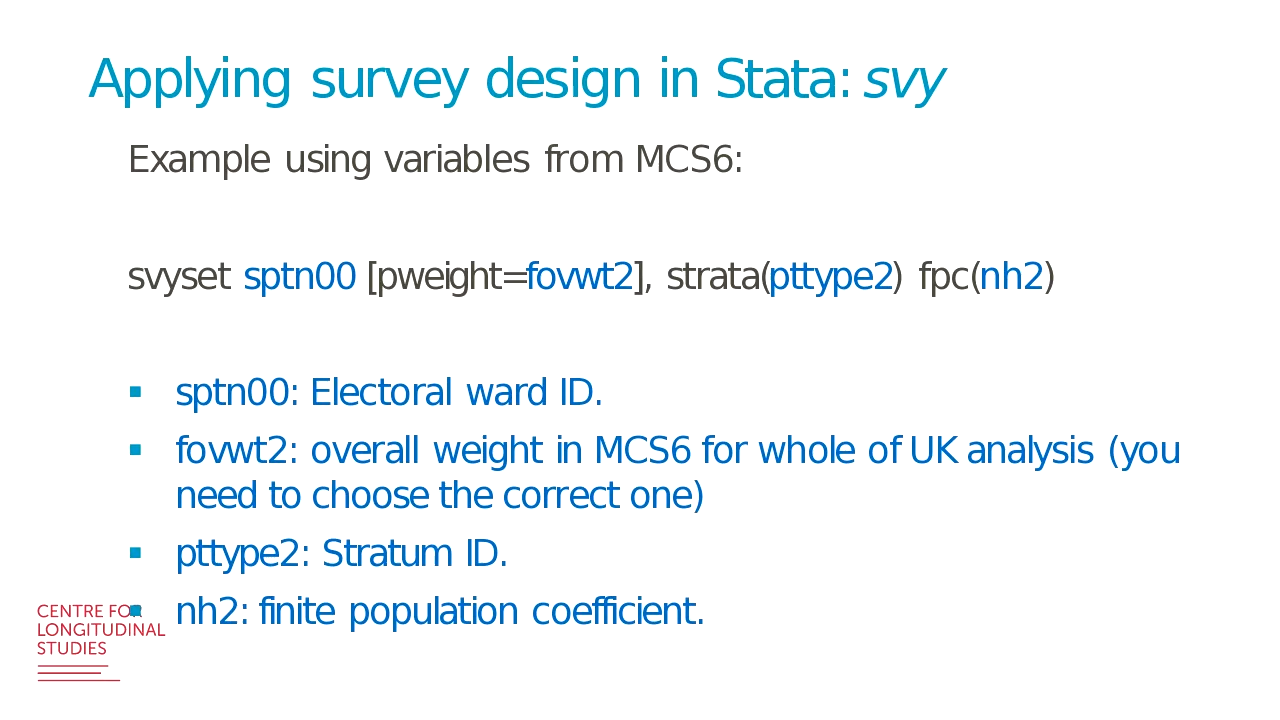 Applying survey design in Stata: svy
Example using variables from MCS6:
svyset sptn00 [pweight=fovwt2], strata(pttype2) fpc(nh2)
▪ sptn00: Electoral ward ID.
▪ fovwt2: overall weight in MCS6 for whole of UK analysis (you
need to choose the correct one)
▪ pttype2: Stratum ID.
▪ nh2: finite population coefficient.
CENTRE FOR
LONGITUDINAL
STUDIES